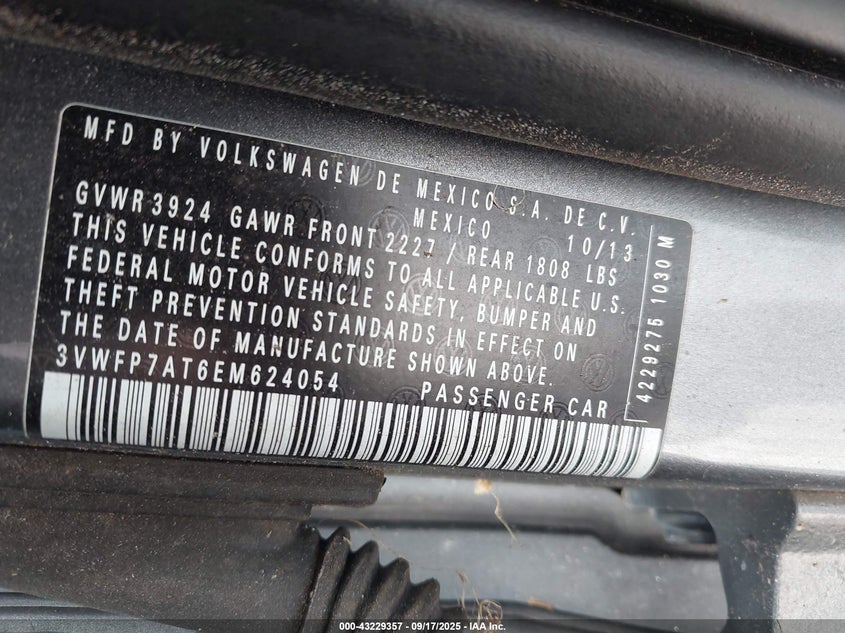 MFD BY VOLKSWAGEN DE MEXICO S.A. DE C.V.
MEXICO 10/13
GVWR 3924 GAWR FRONT 2227 / REAR 1808 LBS
THIS VEHICLE CONFORMS TO ALL APPLICABLE U.S.
FEDERAL MOTOR VEHICLE SAFETY, BUMPER AND
THEFT PREVENTION STANDARDS IN EFFECT ON
THE DATE OF MANUFACTURE SHOWN ABOVE.
3VWFP7AT6EM624054 PASSENGER CAR
4229275 1030 M
000-43229357 | 09/17/2025 | IAA Inc.